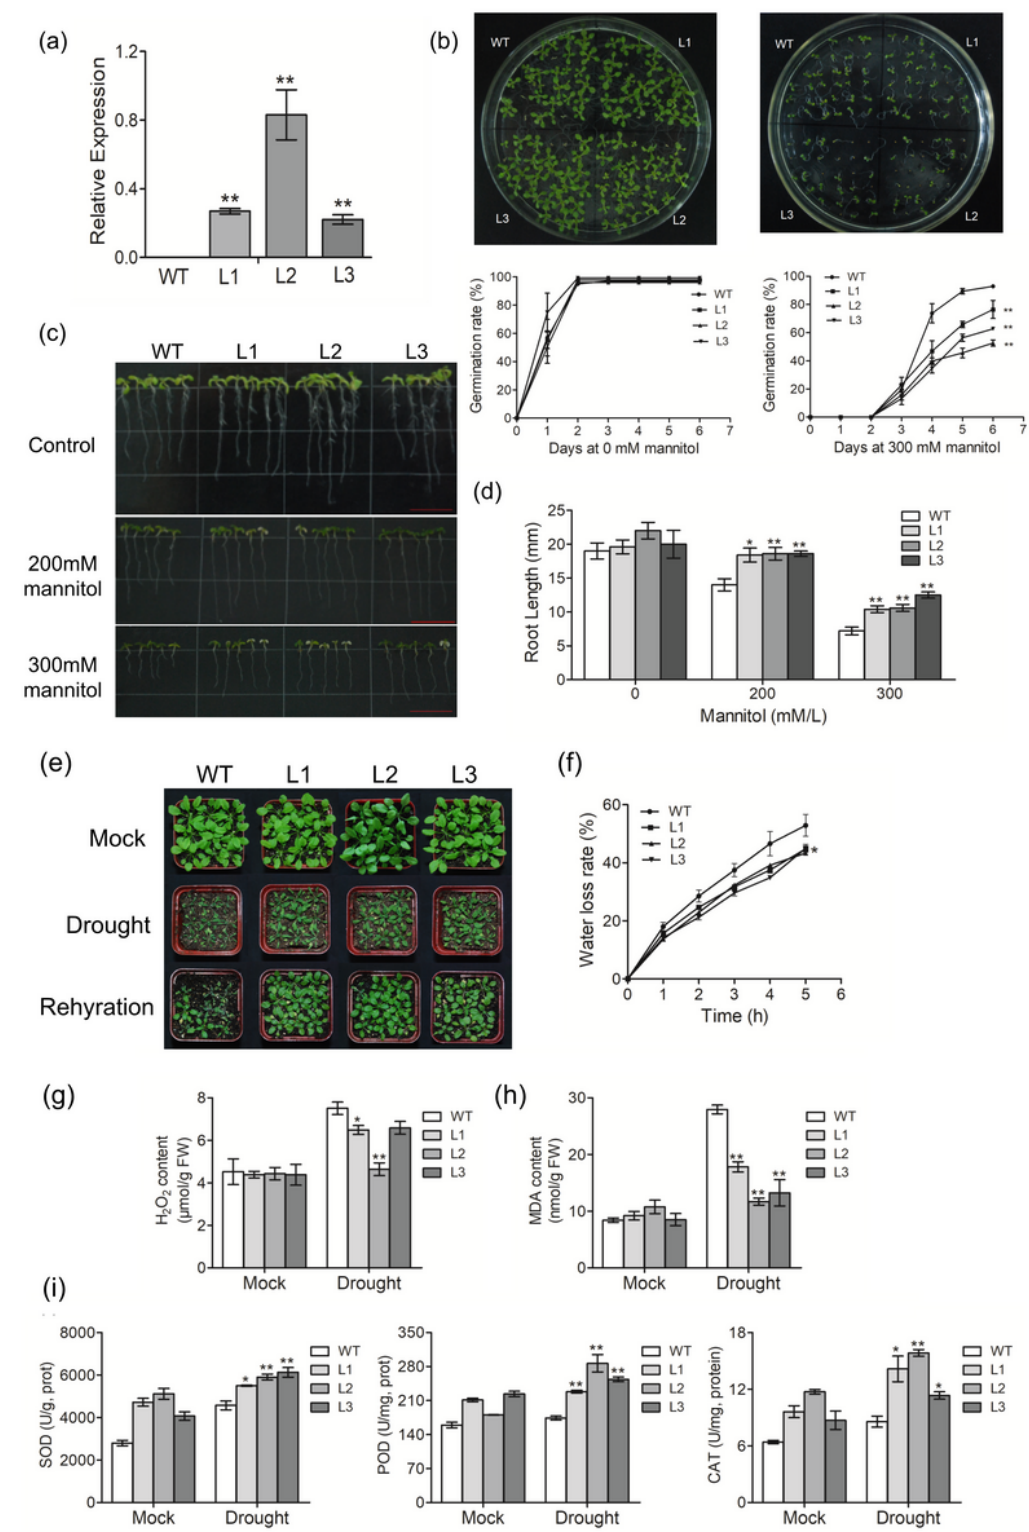 (a)
Relative Expression
1.2
0.8
0.4
0.0
**
**
**
WT L1 L2 L3
(b)
WT L1
L3 L2
WT L1
L3 L2
Germination rate (%)
100
80
60
40
20
0
0 1 2 3 4 5 6 7
Days at 0 mM mannitol
WT
L1
L2
L3
Germination rate (%)
100
80
60
40
20
0
0 1 2 3 4 5 6 7
Days at 300 mM mannitol
WT
L1
L2
L3
**
**
**
(c)
WT L1 L2 L3
Control
200mM
mannitol
300mM
mannitol
(d)
Root Length (mm)
25
20
15
10
5
0
* ** **
** ** **
0 200 300
Mannitol (mM/L)
WT
L1
L2
L3
(e)
WT L1 L2 L3
Mock
Drought
Rehyration
(f)
Water loss rate (%)
60
40
20
0
0 1 2 3 4 5 6
Time (h)
WT
L1
L2
L3
*
(g)
H₂O₂ content
(μmol/g FW)
8
6
4
2
0
*
**
Mock Drought
WT
L1
L2
L3
(h)
MDA content
(nmol/g FW)
30
20
10
0
**
**
**
Mock Drought
WT
L1
L2
L3
(i)
SOD (U/g, prot)
8000
6000
4000
2000
0
* ** **
Mock Drought
WT
L1
L2
L3
POD (U/mg, prot)
350
280
210
140
70
0
** ** **
Mock Drought
WT
L1
L2
L3
CAT (U/mg, protein)
18
12
6
0
* ** *
Mock Drought
WT
L1
L2
L3